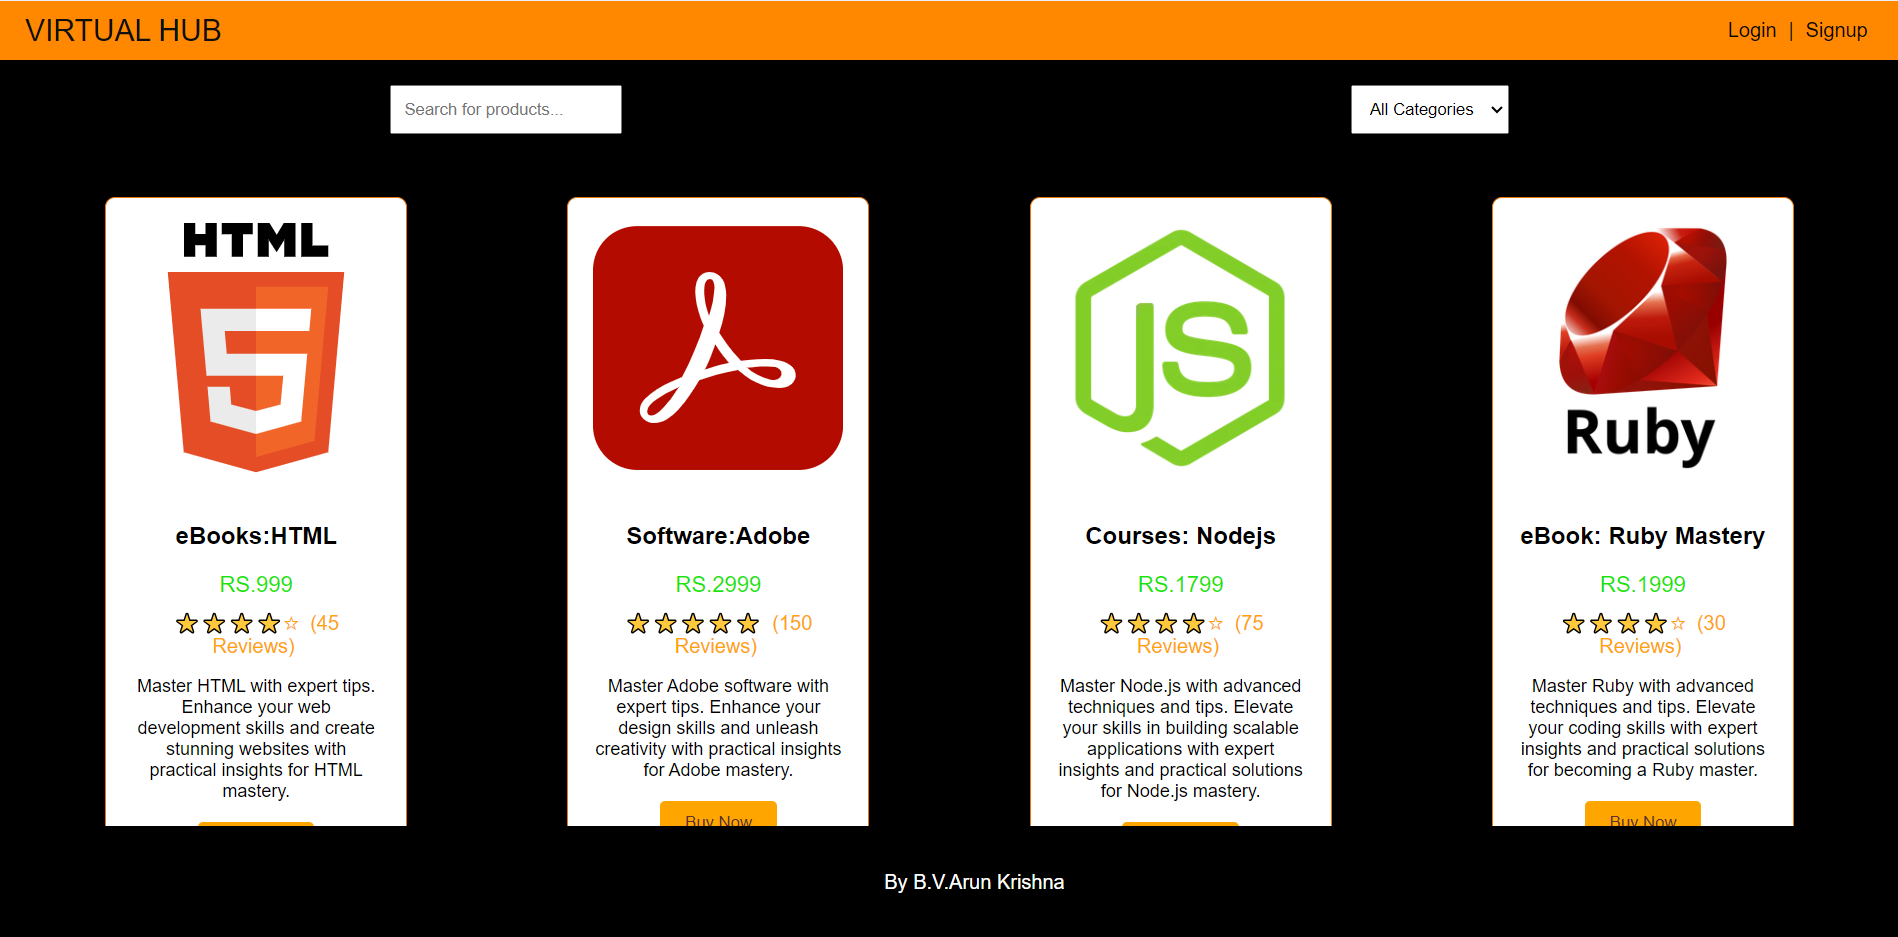 VIRTUAL HUB
Login | Signup
Search for products...
All Categories
HTML
5
eBooks:HTML
RS.999
(45
Reviews)
Master HTML with expert tips.
Enhance your web
development skills and create
stunning websites with
practical insights for HTML
mastery.
Software:Adobe
RS.2999
(150
Reviews)
Master Adobe software with
expert tips. Enhance your
design skills and unleash
creativity with practical insights
for Adobe mastery.
Buy Now
JS
Courses: Nodejs
RS.1799
(75
Reviews)
Master Node.js with advanced
techniques and tips. Elevate
your skills in building scalable
applications with expert
insights and practical solutions
for Node.js mastery.
Ruby
eBook: Ruby Mastery
RS.1999
(30
Reviews)
Master Ruby with advanced
techniques and tips. Elevate
your coding skills with expert
insights and practical solutions
for becoming a Ruby master.
Buy Now
By B.V.Arun Krishna